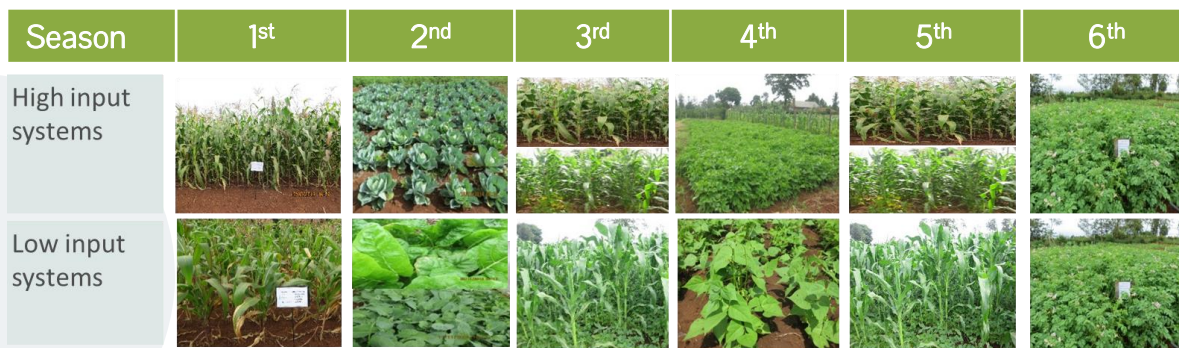 Season 1st 2nd 3rd 4th 5th 6th
High input
systems
Low input
systems